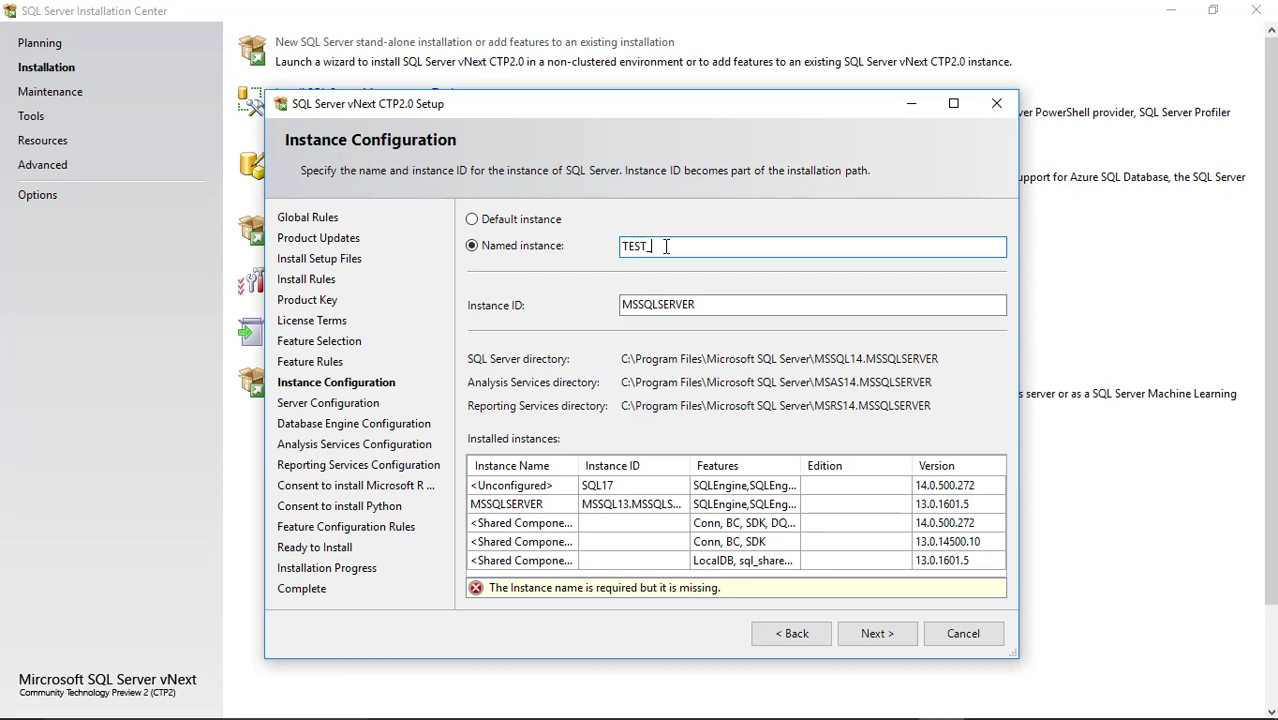 SQL Server Installation Center
Planning
Installation
Maintenance
Tools
Resources
Advanced
Options
New SQL Server stand-alone installation or add features to an existing installation
Launch a wizard to install SQL Server vNext CTP2.0 in a non-clustered environment or to add features to an existing SQL Server vNext CTP2.0 instance.
PowerShell provider, SQL Server Profiler
support for Azure SQL Database, the SQL Server
server or as a SQL Server Machine Learning
SQL Server vNext CTP2.0 Setup
Instance Configuration
Specify the name and instance ID for the instance of SQL Server. Instance ID becomes part of the installation path.
Global Rules
Product Updates
Install Setup Files
Install Rules
Product Key
License Terms
Feature Selection
Feature Rules
Instance Configuration
Server Configuration
Database Engine Configuration
Analysis Services Configuration
Reporting Services Configuration
Consent to install Microsoft R ...
Consent to install Python
Feature Configuration Rules
Ready to Install
Installation Progress
Complete
Default instance
Named instance: TEST_
Instance ID: MSSQLSERVER
SQL Server directory: C:\Program Files\Microsoft SQL Server\MSSQL14.MSSQLSERVER
Analysis Services directory: C:\Program Files\Microsoft SQL Server\MSAS14.MSSQLSERVER
Reporting Services directory: C:\Program Files\Microsoft SQL Server\MSRS14.MSSQLSERVER
Installed instances:
Instance Name Instance ID Features Edition Version
<Unconfigured> SQL17 SQLEngine,SQLEng... 14.0.500.272
MSSQLSERVER MSSQL13.MSSQLS... SQLEngine,SQLEng... 13.0.1601.5
<Shared Compone... Conn, BC, SDK, DQ... 14.0.500.272
<Shared Compone... Conn, BC, SDK 13.0.14500.10
<Shared Compone... LocalDB, sql_share... 13.0.1601.5
The Instance name is required but it is missing.
< Back Next > Cancel
Mircrosoft SQL Server vNext
Community Technology Preview 2 (CTP2)